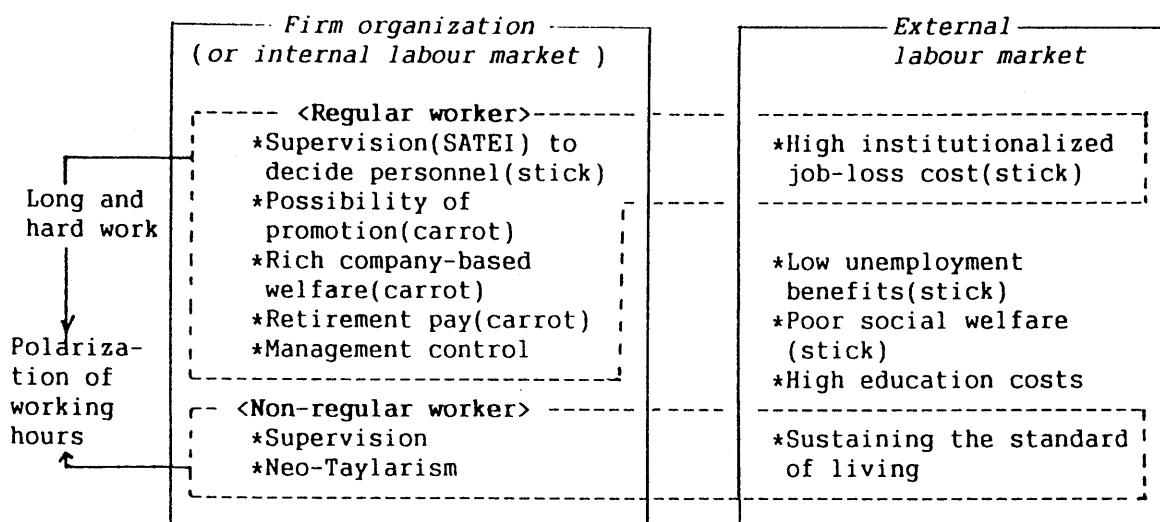 Firm organization
(or internal labour market )
<Regular worker>
*Supervision(SATEI) to
decide personnel(stick)
*Possibility of
promotion(carrot)
*Rich company-based
welfare(carrot)
*Retirement pay(carrot)
*Management control
<Non-regular worker>
*Supervision
*Neo-Taylarism
External
labour market
*High institutionalized
job-loss cost(stick)
*Low unemployment
benefits(stick)
*Poor social welfare
(stick)
*High education costs
*Sustaining the standard
of living
Long and
hard work
Polariza-
tion of
working
hours